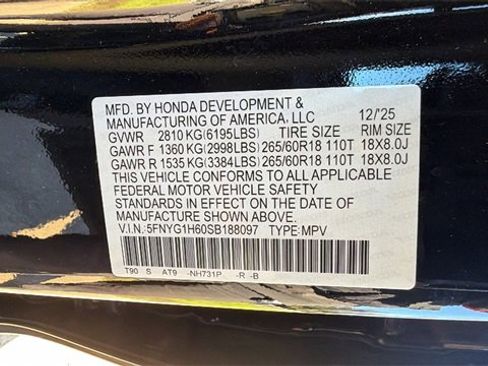 MFD. BY HONDA DEVELOPMENT &
MANUFACTURING OF AMERICA, LLC 12/'25
GVWR 2810 KG(6195LBS) TIRE SIZE RIM SIZE
GAWR F 1360 KG(2998LBS) 265/60R18 110T 18X8.0J
GAWR R 1535 KG(3384LBS) 265/60R18 110T 18X8.0J
THIS VEHICLE CONFORMS TO ALL APPLICABLE
FEDERAL MOTOR VEHICLE SAFETY
STANDARDS IN EFFECT ON THE DATE OF
MANUFACTURE SHOWN ABOVE.
V.I.N.: 5FNYG1H60SB188097 TYPE: MPV
T90 S AT9 -NH731P -R -B